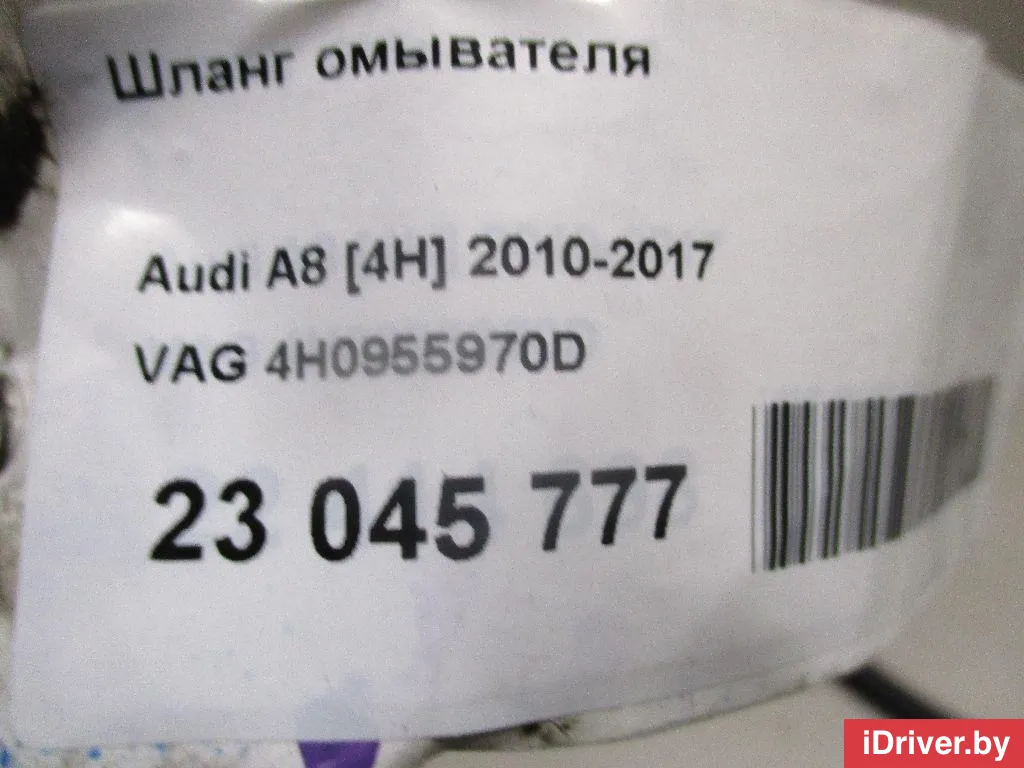 Шланг омывателя
Audi A8 [4H] 2010-2017
VAG 4H0955970D
23 045 777
iDriver.by